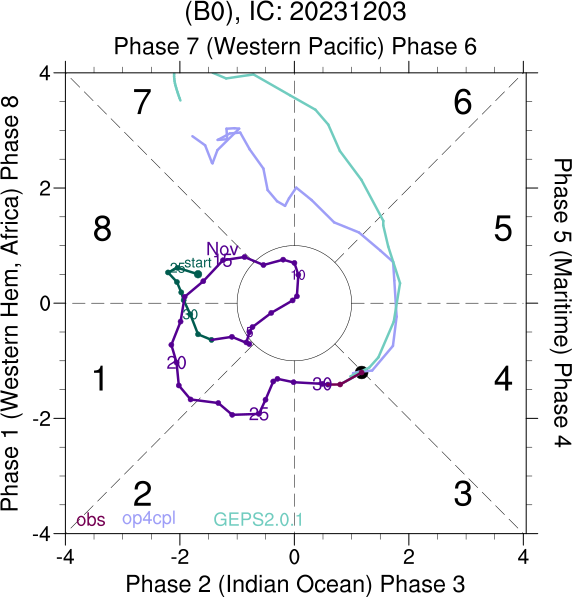 (B0), IC: 20231203
Phase 7 (Western Pacific) Phase 6
4
7
6
Phase 1 (Western Hem, Africa) Phase 8
Phase 5 (Maritime) Phase 4
2
8
Nov
5
15
25
start
10
0
30
5
20
1
4
30
-2
25
2
3
obs
op4cpl
GEPS2.0.1
-4
-4
-2
0
2
4
Phase 2 (Indian Ocean) Phase 3